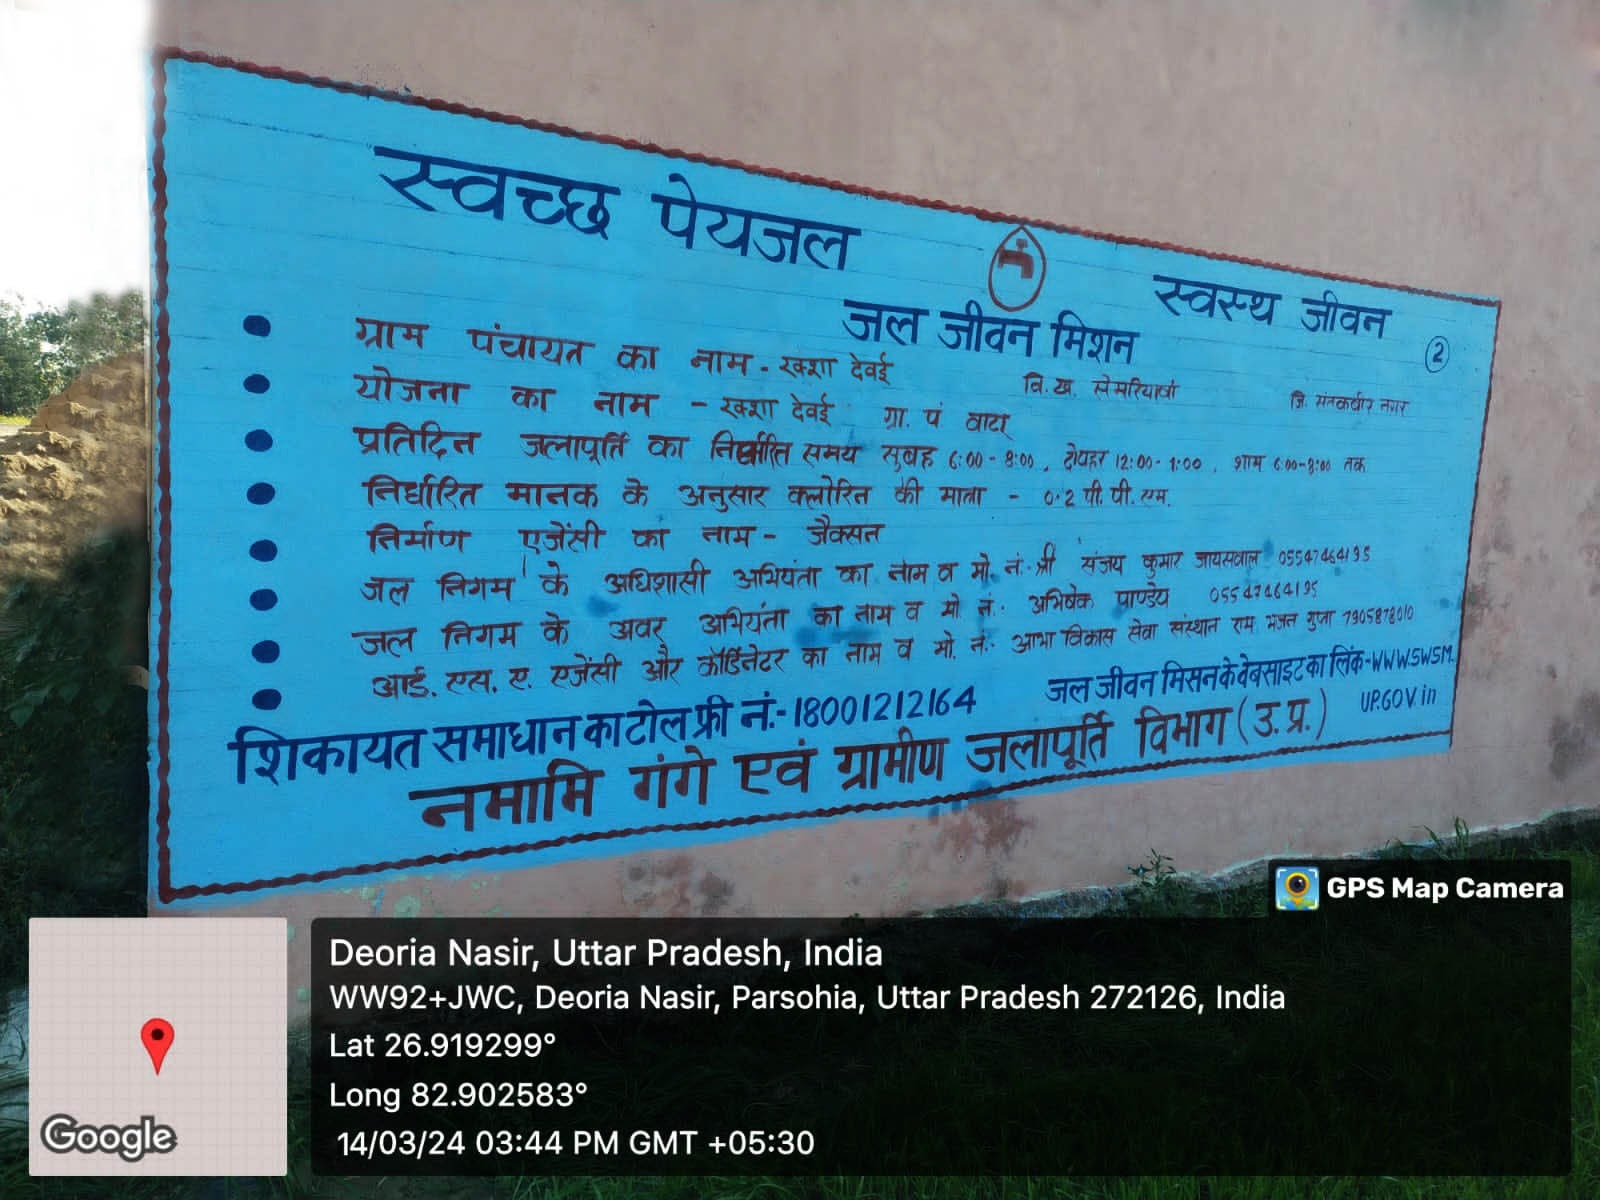 स्वच्छ पेयजल
स्वस्थ जीवन
जल जीवन मिशन
2
ग्राम पंचायत का नाम - रक्शा देवई वि.ख. सेमरियावां जि. संतकबीर नगर
योजना का नाम - रक्शा देवई ग्रा. पं वाटर
प्रतिदिन जलापूर्ति का निर्धारित समय सुबह 6:00 - 8:00, दोपहर 12:00 - 1:00, शाम 6:00-8:00 तक
निर्धारित मानक के अनुसार क्लोरिन की मात्रा - 0.2 पी.पी.एम.
निर्माण एजेंसी का नाम - जैक्सन
जल निगम के अधिशासी अभियंता का नाम व मो. नं.- श्री संजय कुमार जायसवाल 05547464195
जल निगम के अवर अभियंता का नाम व मो. नं.- अभिषेक पाण्डेय 05547464195
आई. एस. ए. एजेंसी और कॉर्डिनेटर का नाम व मो. नं.- आभा विकास सेवा संस्थान राम भजन गुप्ता 7905878010
शिकायत समाधान का टोल फ्री नं.- 18001212164
जल जीवन मिसन के वेबसाइट का लिंक - WWW.SWSM.
UP.GOV.in
नमामि गंगे एवं ग्रामीण जलापूर्ति विभाग (उ.प्र.)
GPS Map Camera
Deoria Nasir, Uttar Pradesh, India
WW92+JWC, Deoria Nasir, Parsohia, Uttar Pradesh 272126, India
Lat 26.919299°
Long 82.902583°
14/03/24 03:44 PM GMT +05:30
Google